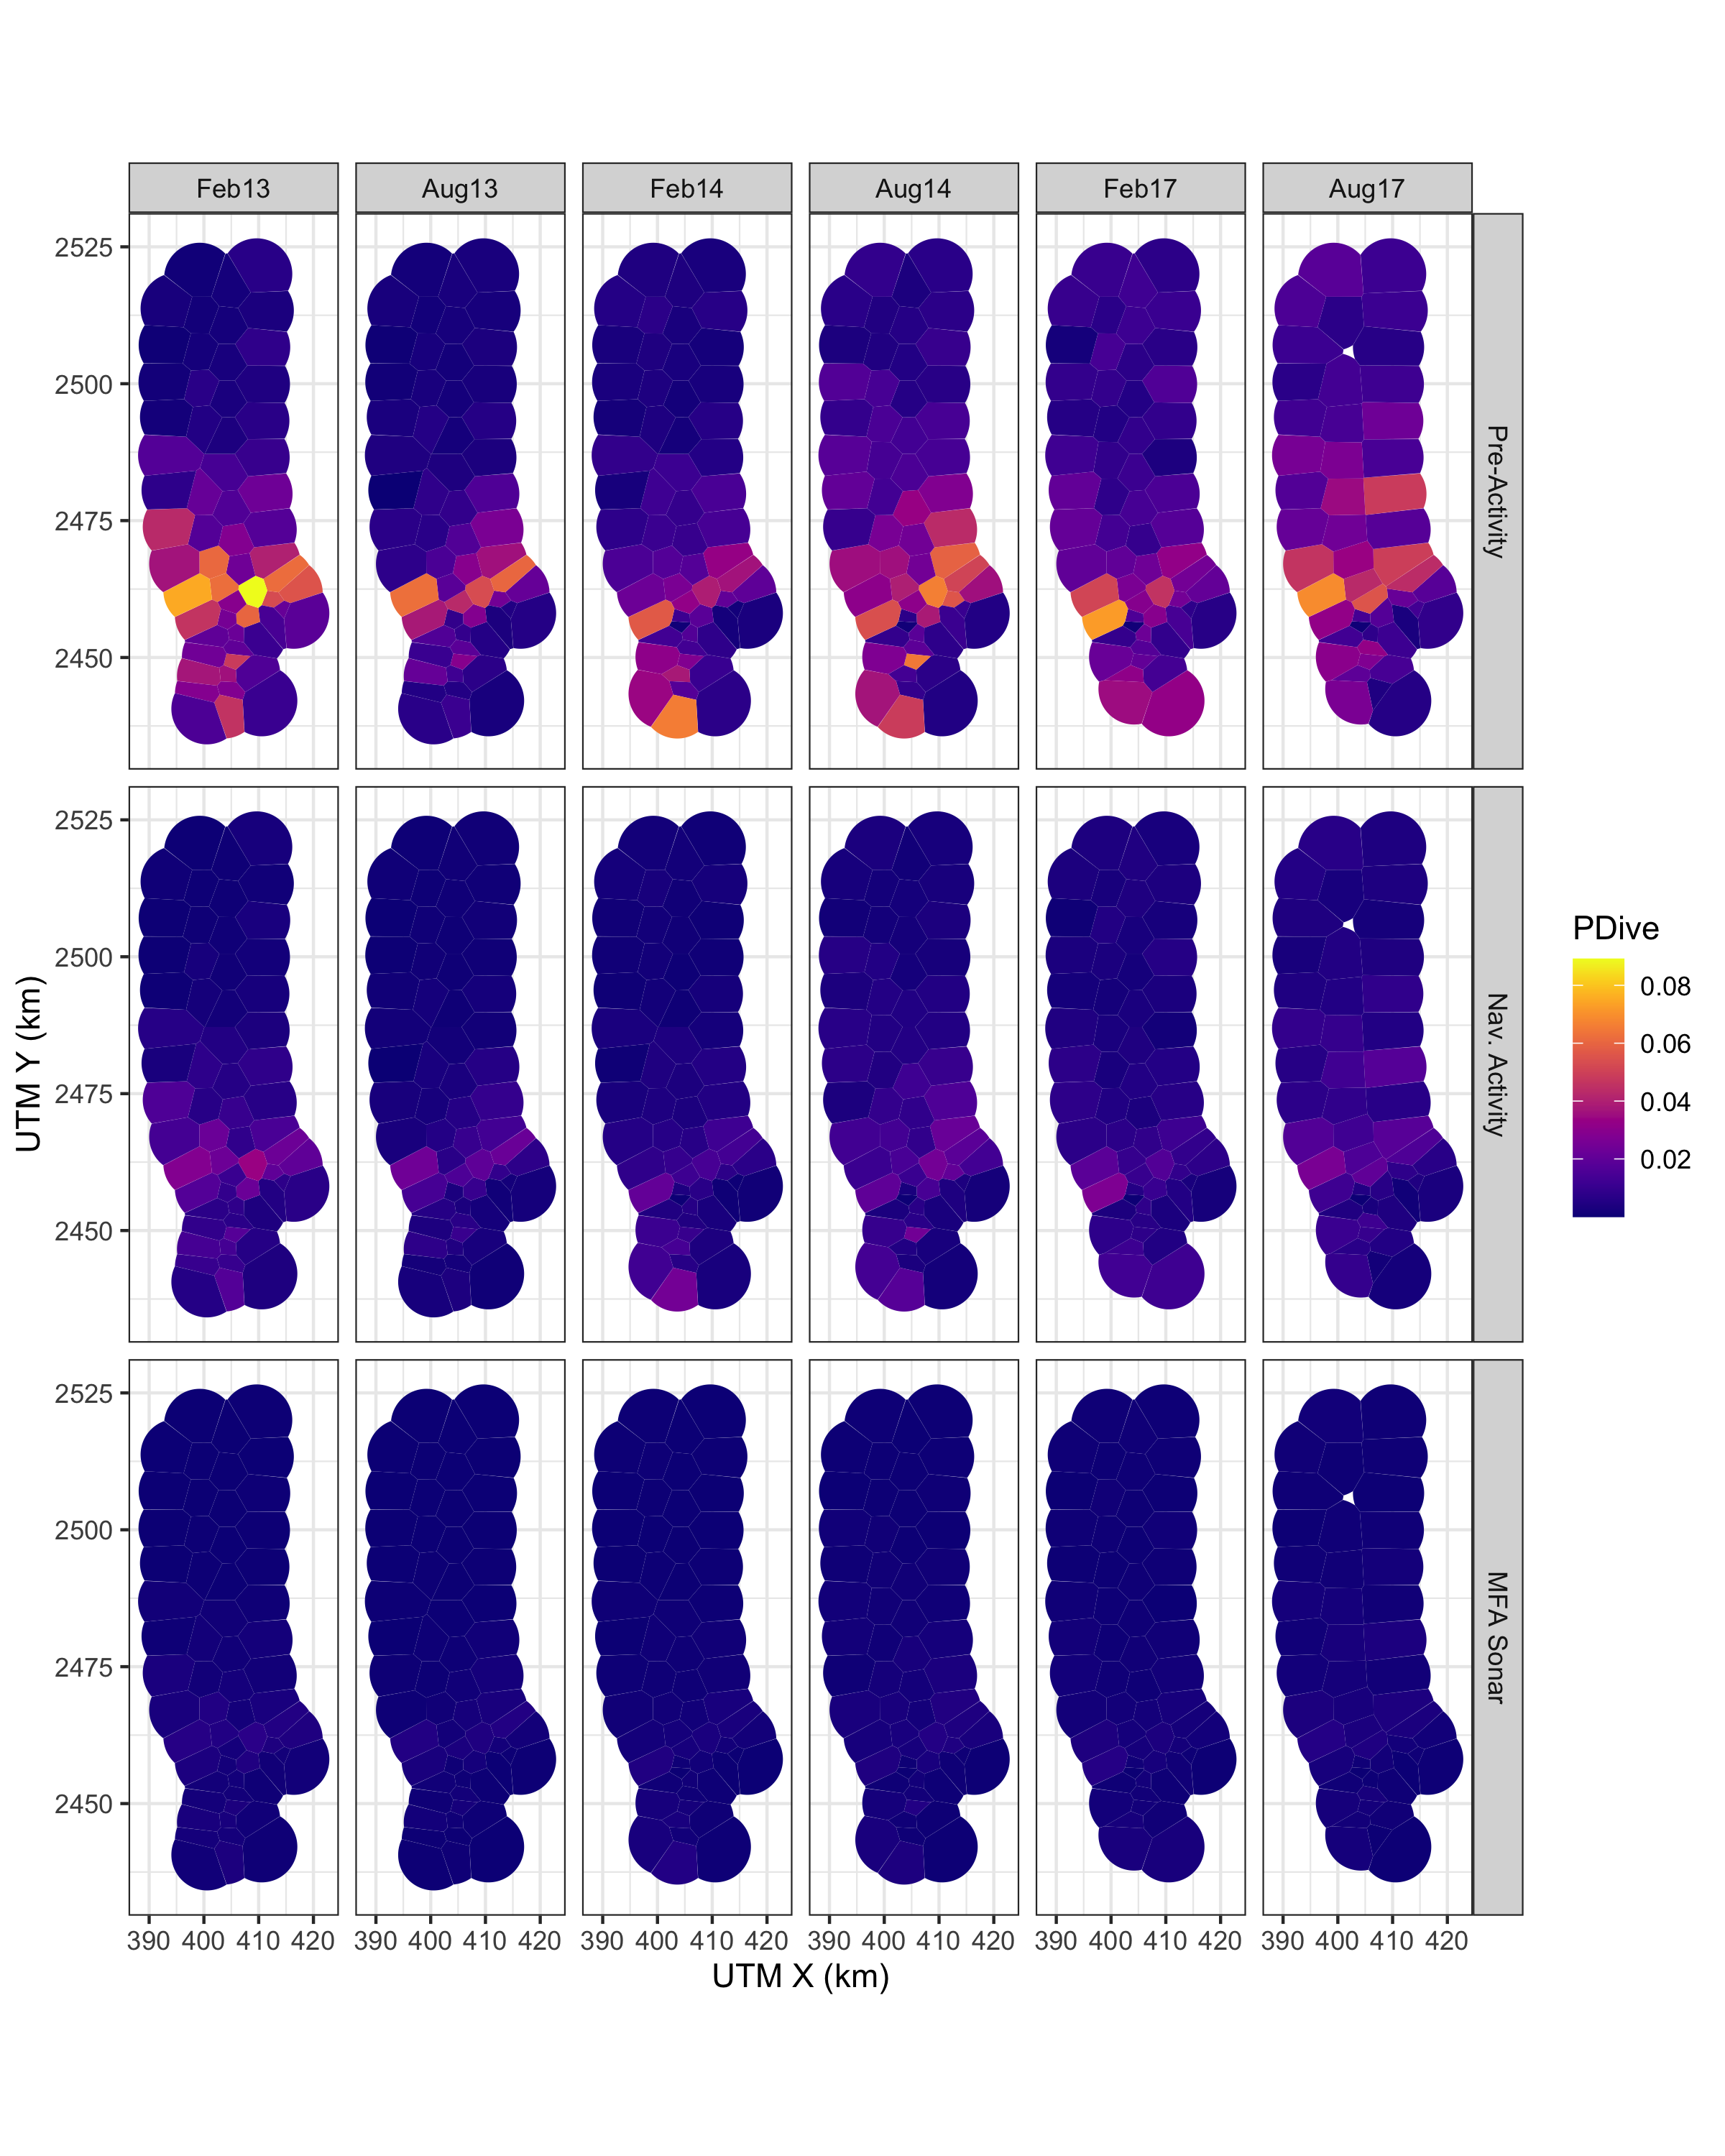 Feb13 Aug13 Feb14 Aug14 Feb17 Aug17
2525
2500
2475
2450
Pre-Activity
2525
2500
2475
2450
Nav. Activity
2525
2500
2475
2450
MFA Sonar
UTM Y (km)
390 400 410 420 390 400 410 420 390 400 410 420 390 400 410 420 390 400 410 420 390 400 410 420
UTM X (km)
PDive
0.08
0.06
0.04
0.02